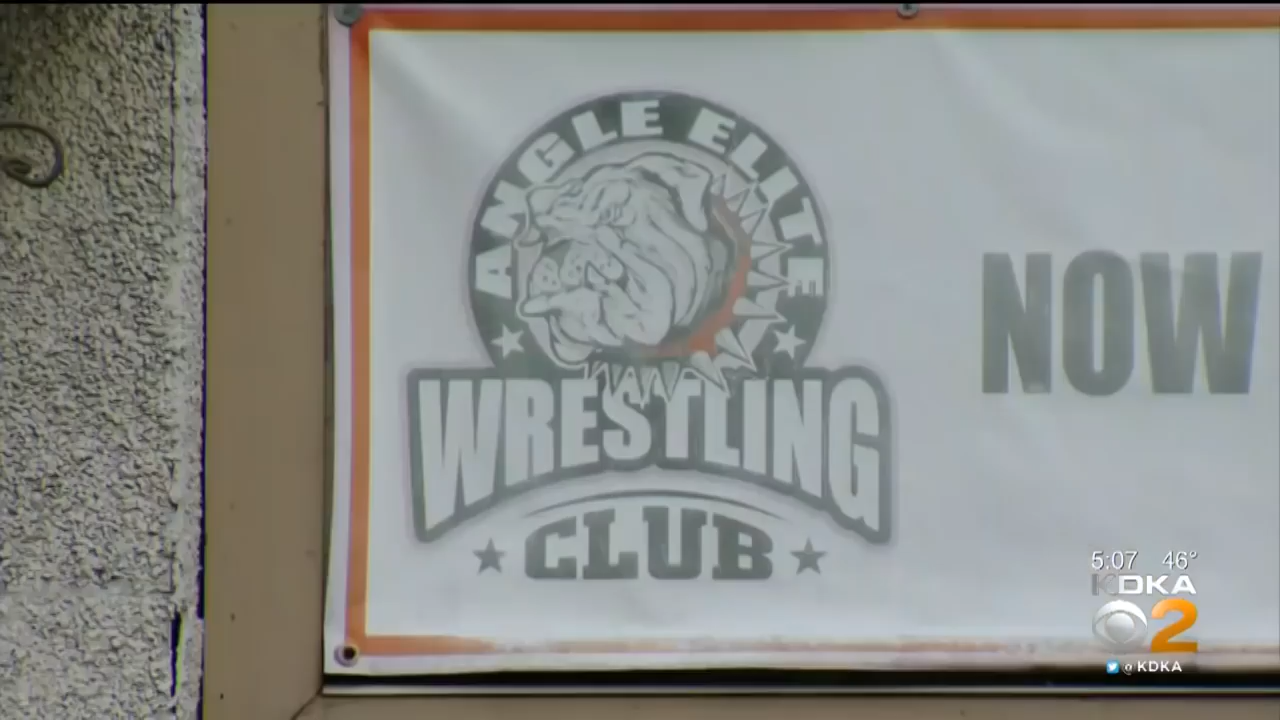 ANGLE ELITE
WRESTLING
CLUB
NOW
5:07 46°
KDKA
2
@KDKA